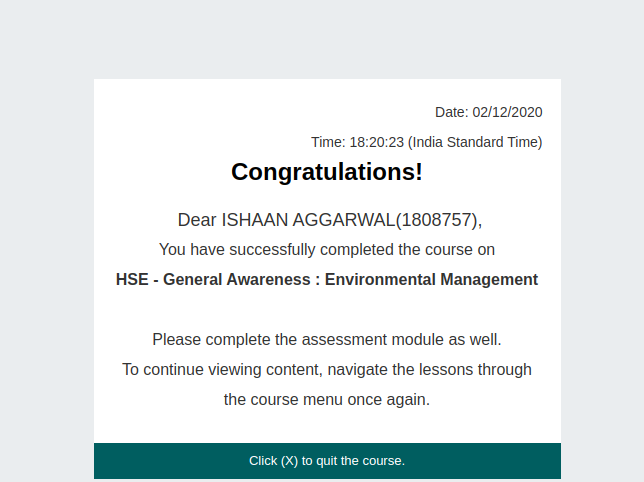 Date: 02/12/2020
Time: 18:20:23 (India Standard Time)
Congratulations!
Dear ISHAAN AGGARWAL(1808757),
You have successfully completed the course on
HSE - General Awareness : Environmental Management
Please complete the assessment module as well.
To continue viewing content, navigate the lessons through
the course menu once again.
Click (X) to quit the course.